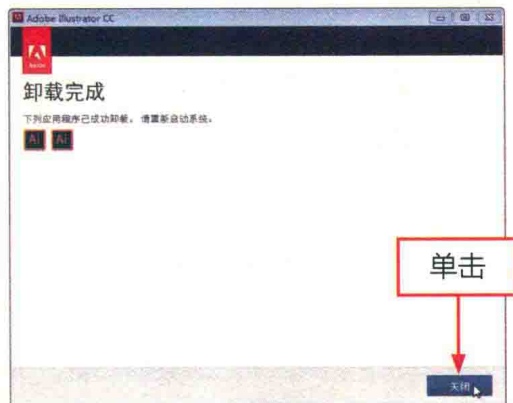 Adobe Illustrator CC
Adobe
卸载完成
下列应用程序已成功卸载。 请重新启动系统。
Ai Ai
单击
关闭